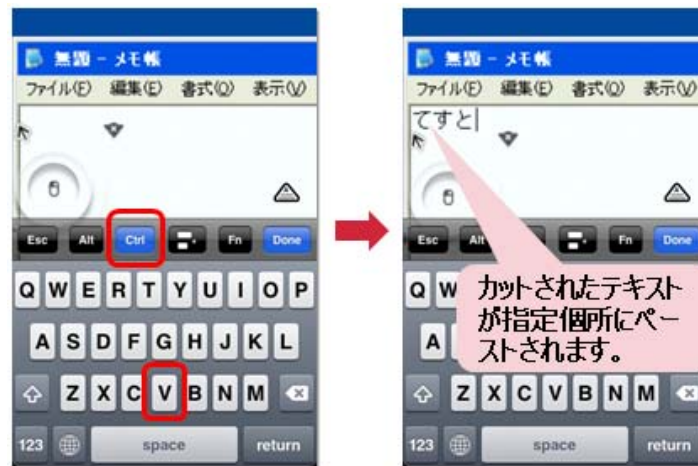 無題 - メモ帳
ファイル(F) 編集(E) 書式(O) 表示(V)
Esc Alt Ctrl Fn Done
Q W E R T Y U I O P
A S D F G H J K L
Z X C V B N M
123 space return
無題 - メモ帳
ファイル(F) 編集(E) 書式(O) 表示(V)
てすと
Esc Alt Fn Done
Q W
カットされたテキスト
が指定個所にペー
ストされます。
A
Z X C V B N M
123 space return